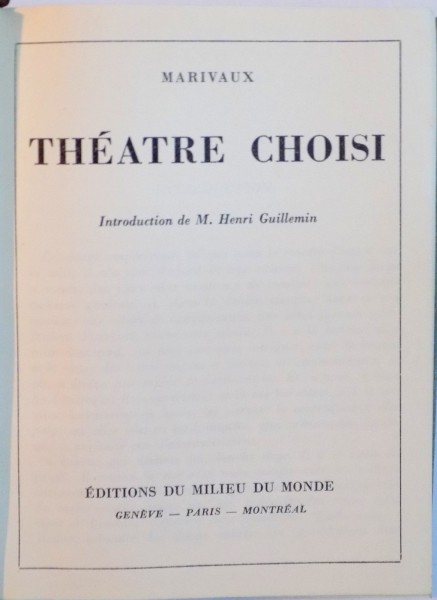 MARIVAUX
THÉATRE CHOISI
Introduction de M. Henri Guillemin
ÉDITIONS DU MILIEU DU MONDE
GENÈVE — PARIS — MONTRÉAL